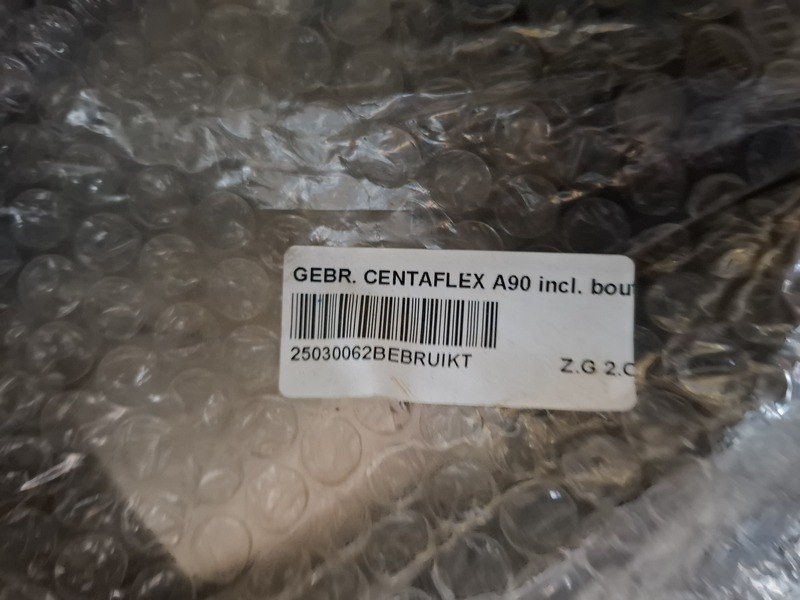 GEBR. CENTAFLEX A90 incl.
25030062BEBRUIKT
Z.G